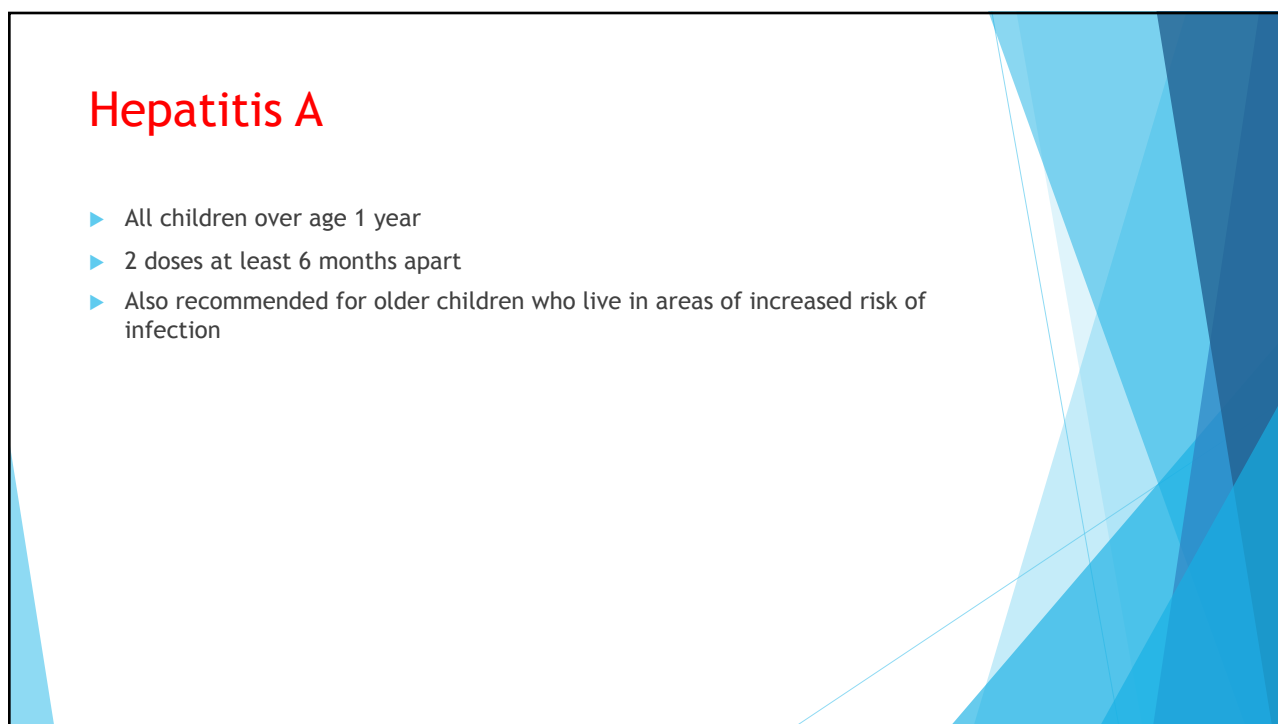 Hepatitis A
All children over age 1 year
2 doses at least 6 months apart
Also recommended for older children who live in areas of increased risk of
infection